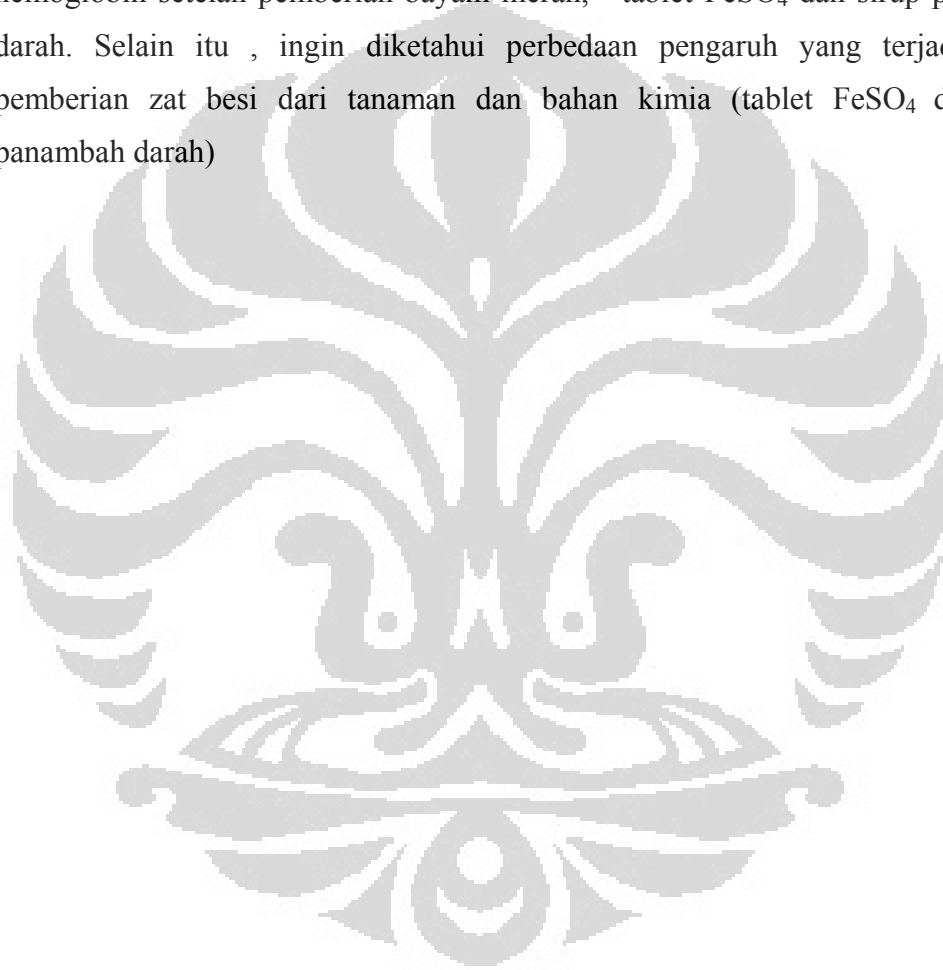 hemoglobin setelah pemberian bayam merah, tablet FeSO₄ dan sirup
darah. Selain itu , ingin diketahui perbedaan pengaruh yang
pemberian zat besi dari tanaman dan bahan kimia (tablet FeSO₄
panambah darah)